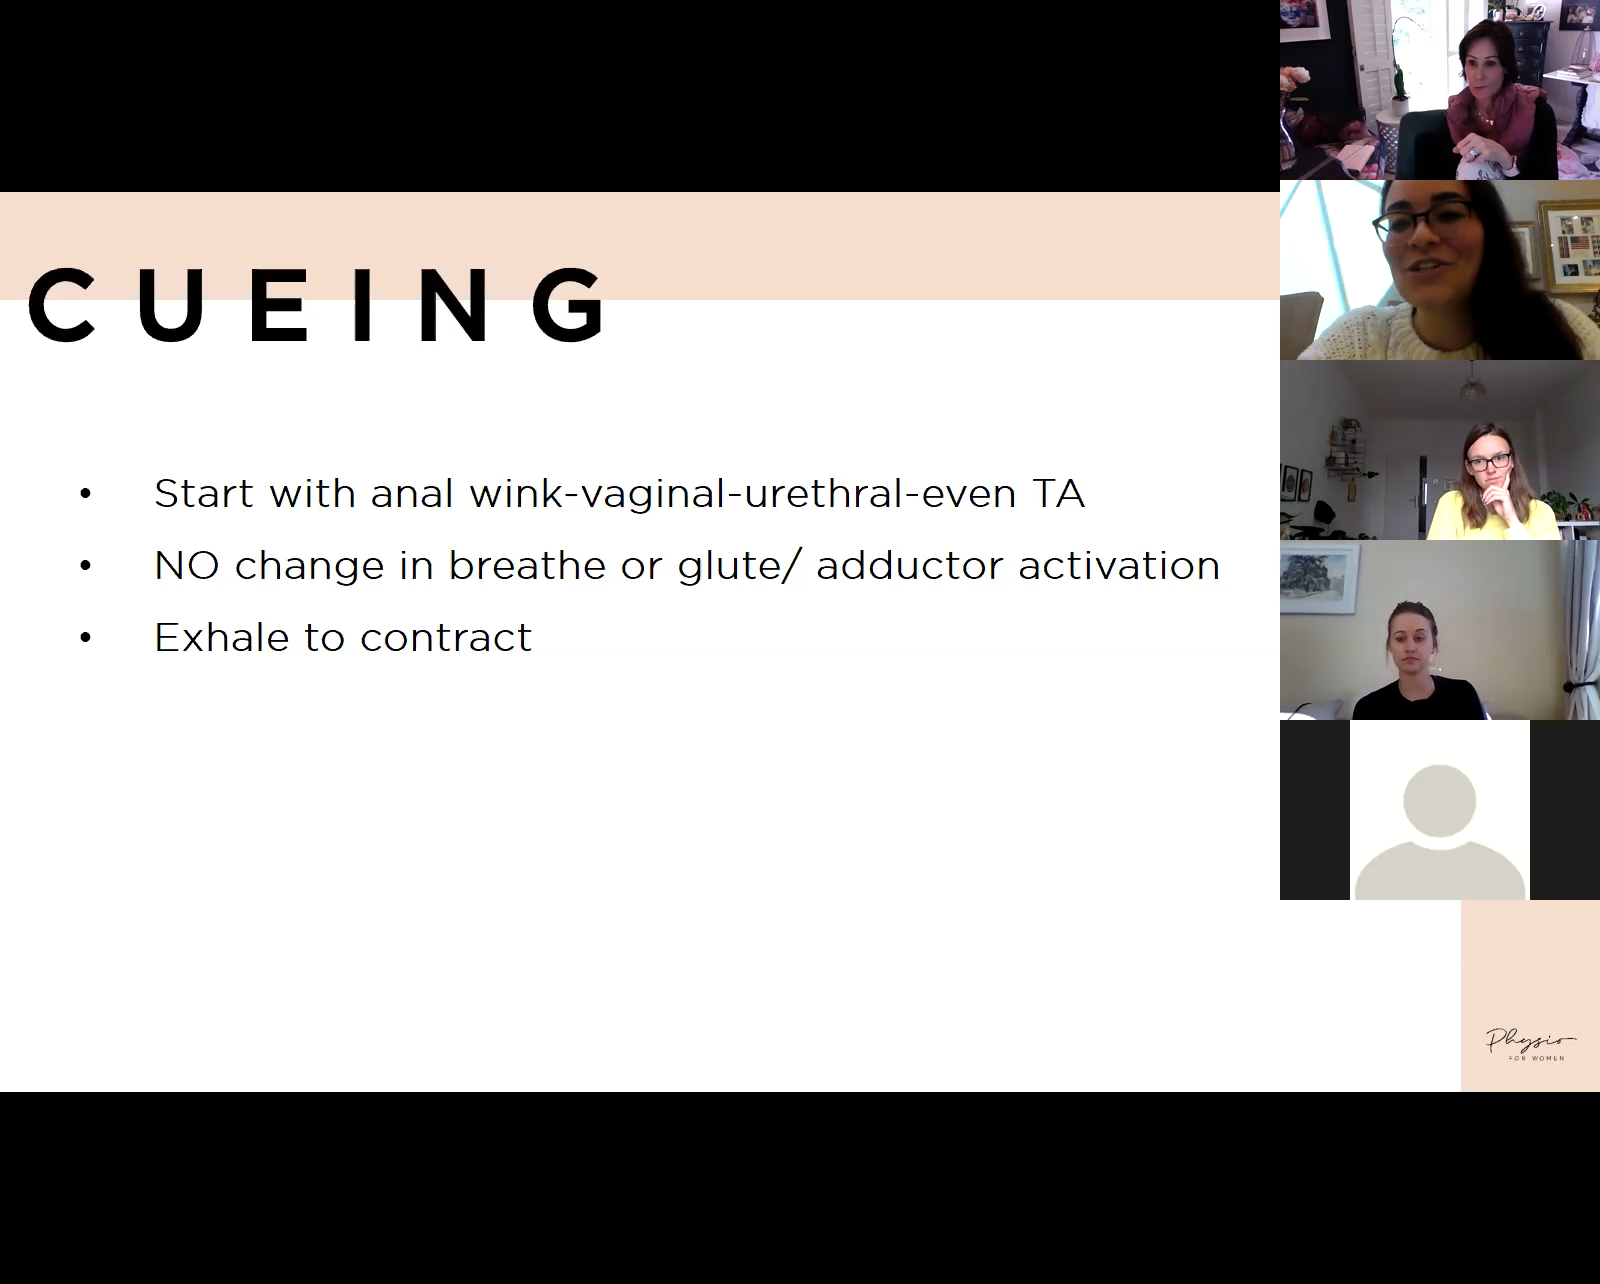 CUEING
• Start with anal wink-vaginal-urethral-even TA
• NO change in breathe or glute/ adductor activation
• Exhale to contract
Physio
FOR WOMEN